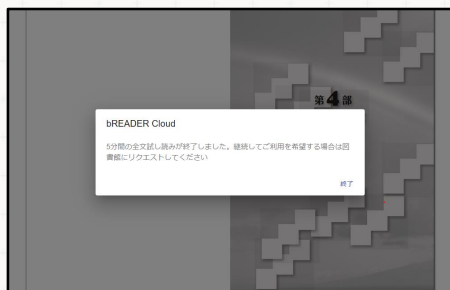 第4部
bREADER Cloud
5分間の全文試し読みが終了しました。継続してご利用を希望する場合は図
書館にリクエストしてください
終了